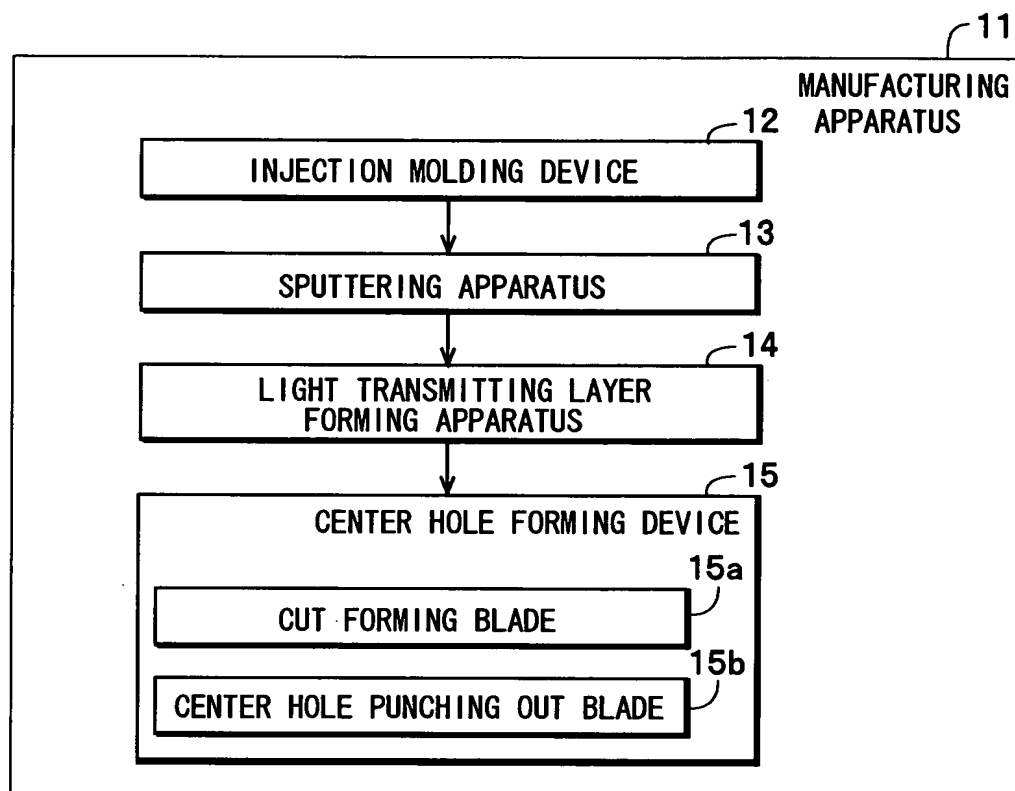 11
MANUFACTURING
APPARATUS
12
INJECTION MOLDING DEVICE
13
SPUTTERING APPARATUS
14
LIGHT TRANSMITTING LAYER
FORMING APPARATUS
15
CENTER HOLE FORMING DEVICE
15a
CUT FORMING BLADE
15b
CENTER HOLE PUNCHING OUT BLADE